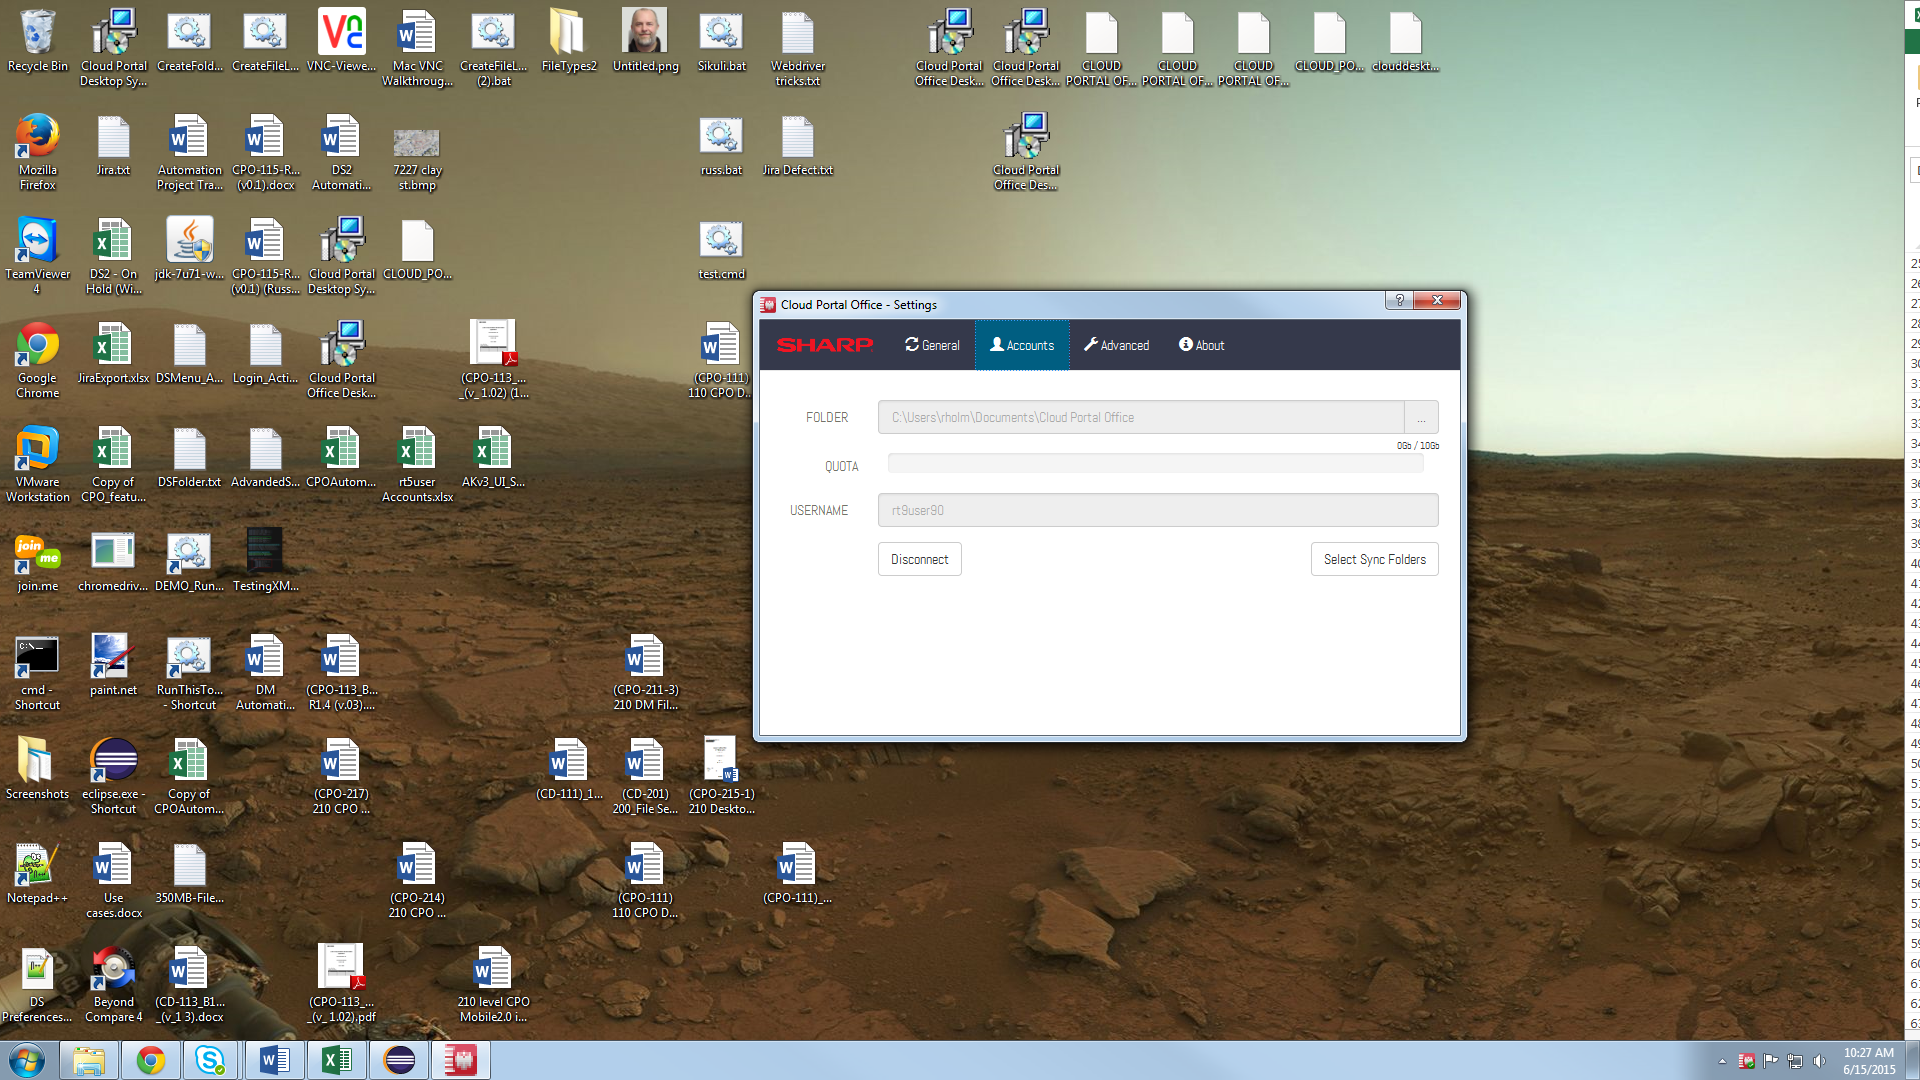 Recycle Bin
Cloud Portal
Desktop Sy...
CreateFold...
CreateFileL...
VNC-Viewe...
Mac VNC
Walkthroug...
CreateFileL...
(2).bat
FileTypes2
Untitled.png
Sikuli.bat
Webdriver
tricks.txt
Cloud Portal
Office Desk...
Cloud Portal
Office Desk...
CLOUD
PORTAL OF...
CLOUD
PORTAL OF...
CLOUD
PORTAL OF...
CLOUD_PO...
clouddeskt...
Mozilla
Firefox
Jira.txt
Automation
Project Tra...
CPO-115-R...
(v0.1).docx
DS2
Automati...
7227 clay
st.bmp
russ.bat
Jira Defect.txt
Cloud Portal
Office Des...
TeamViewer
4
DS2 - On
Hold (Wi...
jdk-7u71-w...
CPO-115-R...
(v0.1) (Russ...
Cloud Portal
Desktop Sy...
CLOUD_PO...
test.cmd
Google
Chrome
JiraExport.xlsx
DSMenu_A...
Login_Acti...
Cloud Portal
Office Desk...
(CPO-113_...
_(v_ 1.02) (1...
(CPO-111)
110 CPO D...
Cloud Portal Office - Settings
SHARP
General
Accounts
Advanced
About
FOLDER
C:\Users\rholm\Documents\Cloud Portal Office
...
0Gb / 10Gb
QUOTA
USERNAME
rt9user90
Disconnect
Select Sync Folders
VMware
Workstation
Copy of
CPO_featu...
DSFolder.txt
AdvandedS...
CPOAutom...
rt5user
Accounts.xlsx
AKv3_UI_S...
join.me
chromedriv...
DEMO_Run...
TestingXM...
cmd -
Shortcut
paint.net
RunThisTo...
- Shortcut
DM
Automati...
(CPO-113_B...
R1.4 (v.03)....
(CPO-211-3)
210 DM Fil...
Screenshots
eclipse.exe -
Shortcut
Copy of
CPOAutom...
(CPO-217)
210 CPO ...
(CD-111)_1...
(CD-201)
200_File Se...
(CPO-215-1)
210 Deskto...
Notepad++
Use
cases.docx
350MB-File...
(CPO-214)
210 CPO ...
(CPO-111)
110 CPO D...
(CPO-111)_...
DS
Preferences...
Beyond
Compare 4
(CD-113_B1...
_(v_1 3).docx
(CPO-113_...
_(v_ 1.02).pdf
210 level CPO
Mobile2.0 i...
10:27 AM
6/15/2015